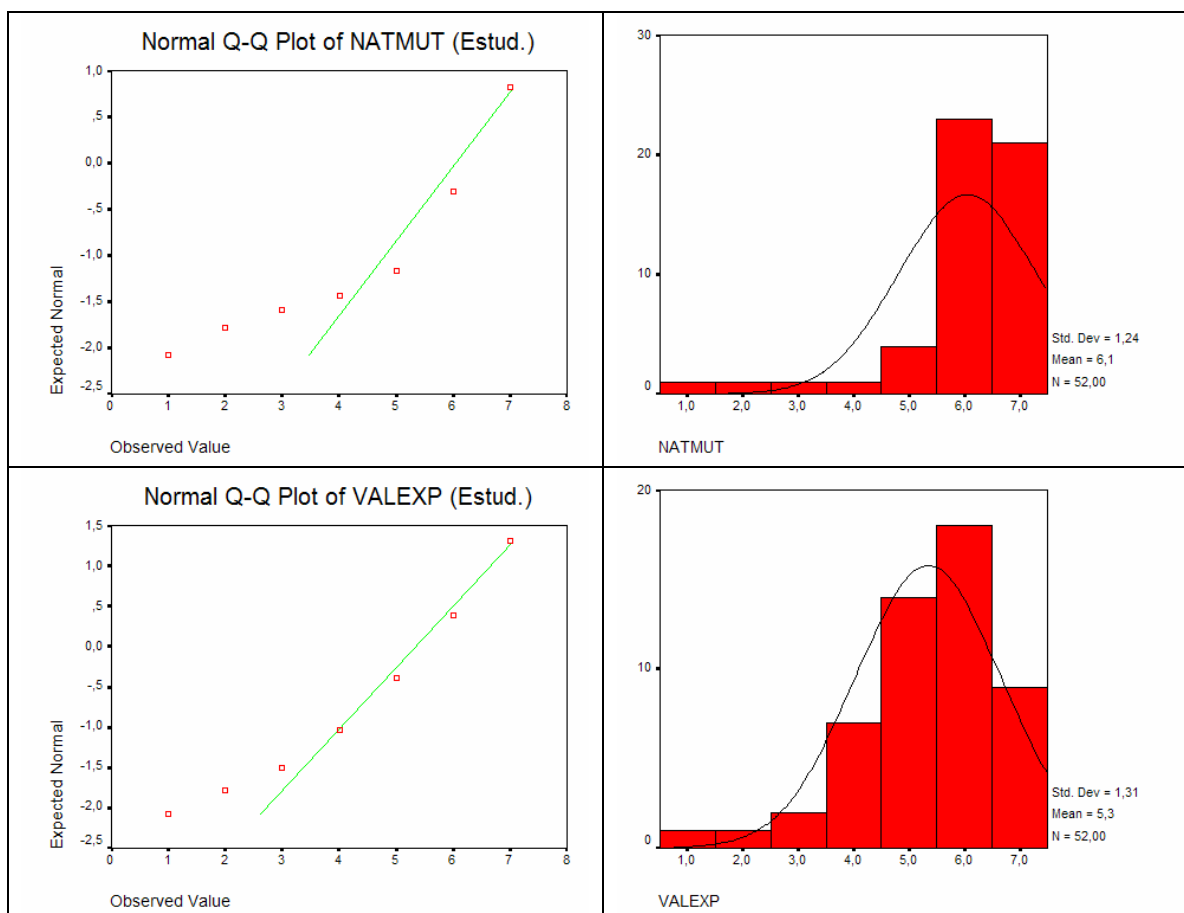 Normal Q-Q Plot of NATMUT (Estud.)
1,0
,5
0,0
-,5
-1,0
-1,5
-2,0
-2,5
Expected Normal
0 1 2 3 4 5 6 7 8
Observed Value
30
20
10
0
1,0 2,0 3,0 4,0 5,0 6,0 7,0
NATMUT
Std. Dev = 1,24
Mean = 6,1
N = 52,00
Normal Q-Q Plot of VALEXP (Estud.)
1,5
1,0
,5
0,0
-,5
-1,0
-1,5
-2,0
-2,5
Expected Normal
0 1 2 3 4 5 6 7 8
Observed Value
20
10
0
1,0 2,0 3,0 4,0 5,0 6,0 7,0
VALEXP
Std. Dev = 1,31
Mean = 5,3
N = 52,00